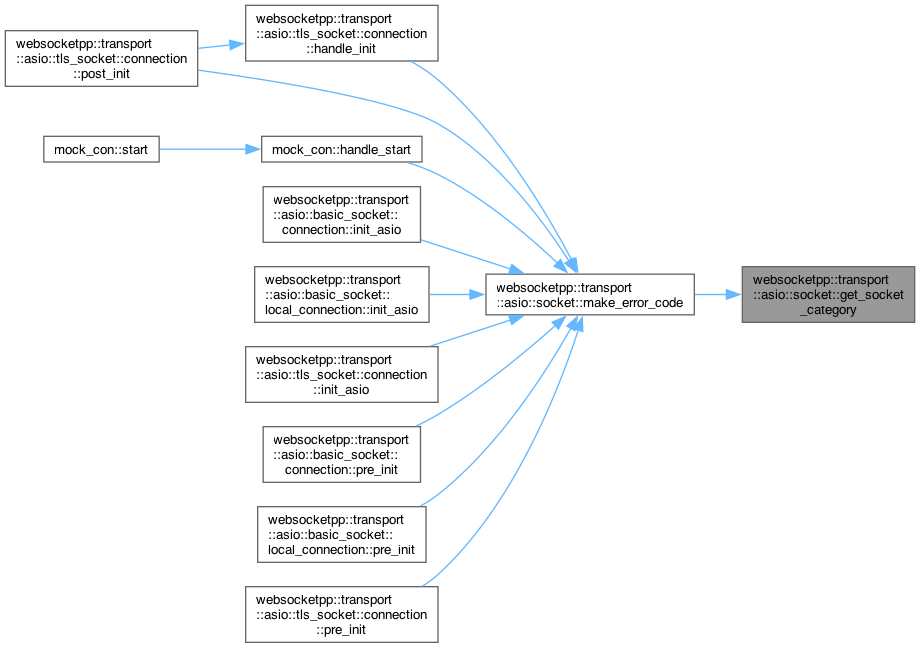 websocketpp::transport
::asio::tls_socket::connection
::handle_init
websocketpp::transport
::asio::tls_socket::connection
::post_init
mock_con::start
mock_con::handle_start
websocketpp::transport
::asio::basic_socket::
connection::init_asio
websocketpp::transport
::asio::basic_socket::
local_connection::init_asio
websocketpp::transport
::asio::socket::make_error_code
websocketpp::transport
::asio::socket::get_socket
_category
websocketpp::transport
::asio::tls_socket::connection
::init_asio
websocketpp::transport
::asio::basic_socket::
connection::pre_init
websocketpp::transport
::asio::basic_socket::
local_connection::pre_init
websocketpp::transport
::asio::tls_socket::connection
::pre_init